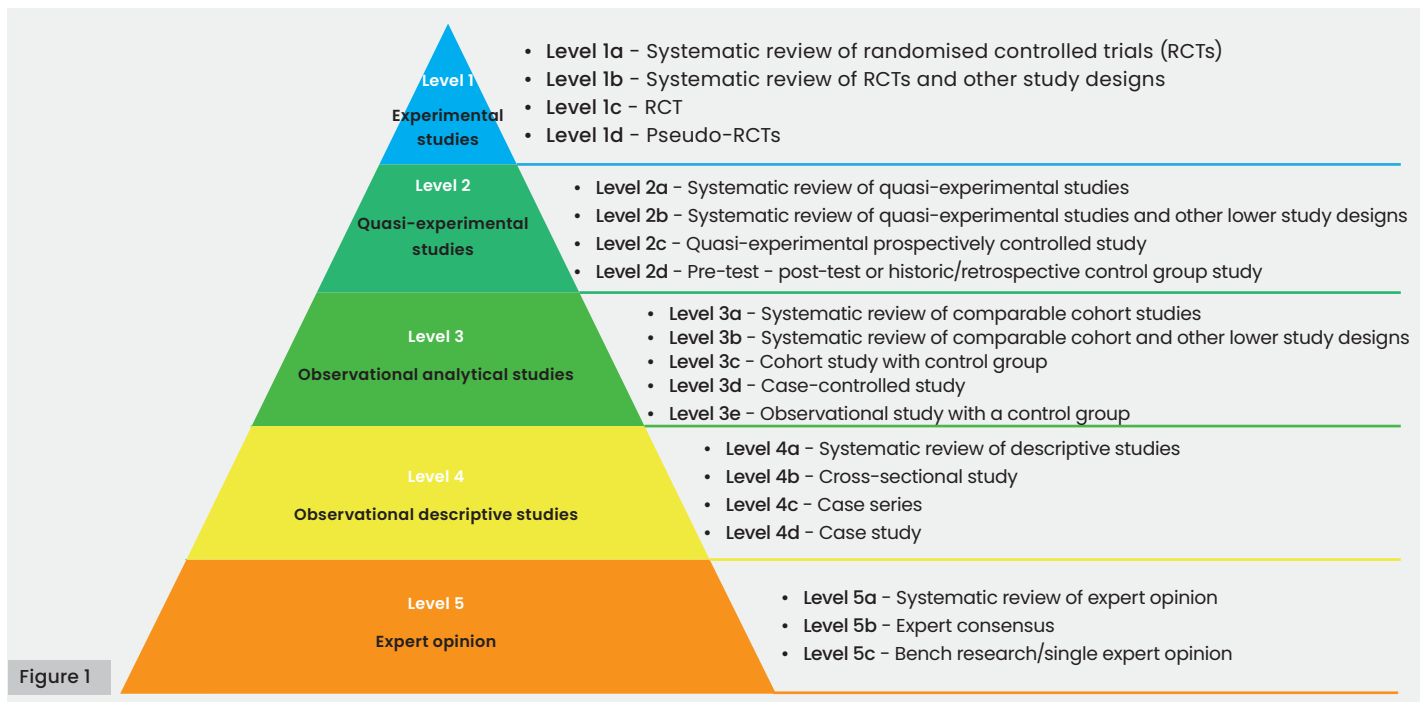 Level 1
Experimental
studies
• Level 1a - Systematic review of randomised controlled trials (RCTs)
• Level 1b - Systematic review of RCTs and other study designs
• Level 1c - RCT
• Level 1d - Pseudo-RCTs
Level 2
Quasi-experimental
studies
• Level 2a - Systematic review of quasi-experimental studies
• Level 2b - Systematic review of quasi-experimental studies and other lower study designs
• Level 2c - Quasi-experimental prospectively controlled study
• Level 2d - Pre-test - post-test or historic/retrospective control group study
Level 3
Observational analytical studies
• Level 3a - Systematic review of comparable cohort studies
• Level 3b - Systematic review of comparable cohort and other lower study designs
• Level 3c - Cohort study with control group
• Level 3d - Case-controlled study
• Level 3e - Observational study with a control group
Level 4
Observational descriptive studies
• Level 4a - Systematic review of descriptive studies
• Level 4b - Cross-sectional study
• Level 4c - Case series
• Level 4d - Case study
Level 5
Expert opinion
• Level 5a - Systematic review of expert opinion
• Level 5b - Expert consensus
• Level 5c - Bench research/single expert opinion
Figure 1